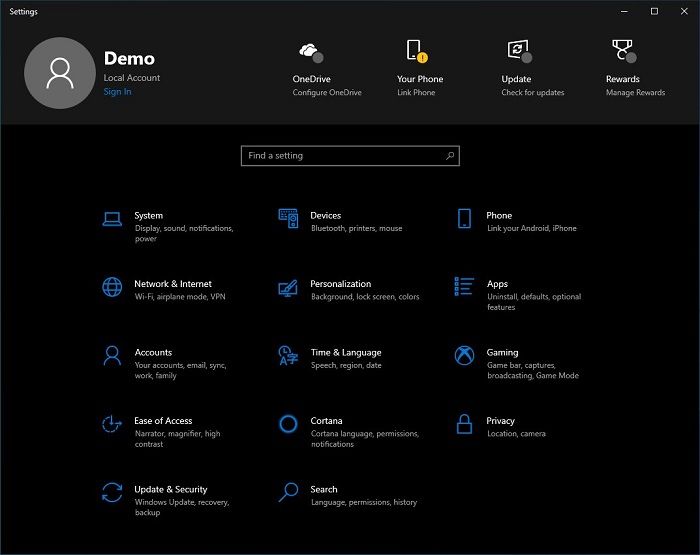 Settings
Demo
Local Account
Sign In
OneDrive
Configure OneDrive
Your Phone
Link Phone
Update
Check for updates
Rewards
Manage Rewards
Find a setting
System
Display, sound, notifications,
power
Devices
Bluetooth, printers, mouse
Phone
Link your Android, iPhone
Network & Internet
Wi-Fi, airplane mode, VPN
Personalization
Background, lock screen, colors
Apps
Uninstall, defaults, optional
features
Accounts
Your accounts, email, sync,
work, family
Time & Language
Speech, region, date
Gaming
Game bar, captures,
broadcasting, Game Mode
Ease of Access
Narrator, magnifier, high
contrast
Cortana
Cortana language, permissions,
notifications
Privacy
Location, camera
Update & Security
Windows Update, recovery,
backup
Search
Language, permissions, history